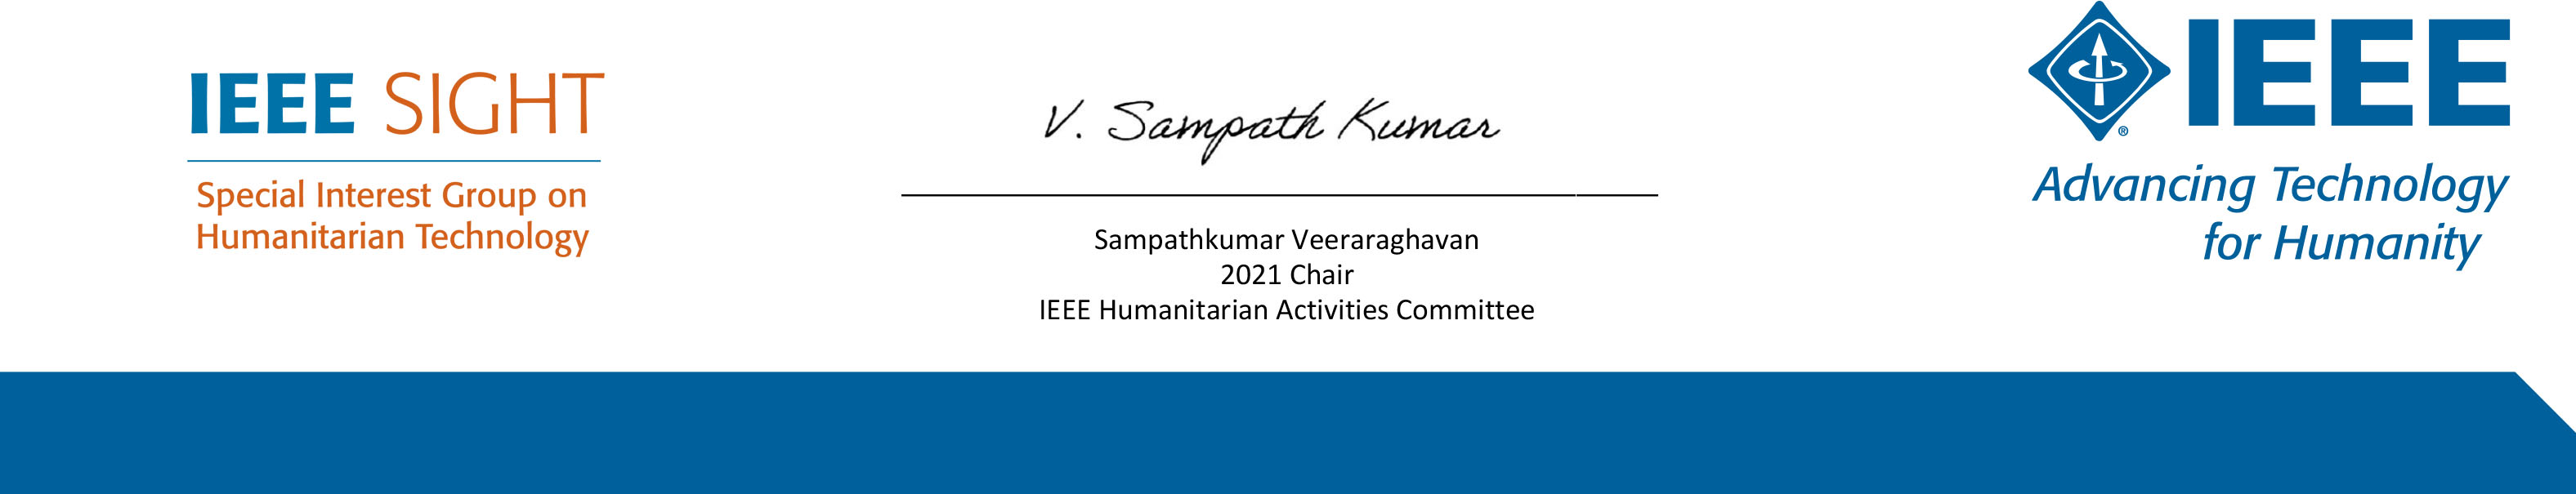 IEEE SIGHT
Special Interest Group on
Humanitarian Technology
V. Sampath Kumar
Sampathkumar Veeraraghavan
2021 Chair
IEEE Humanitarian Activities Committee
IEEE
®
Advancing Technology
for Humanity